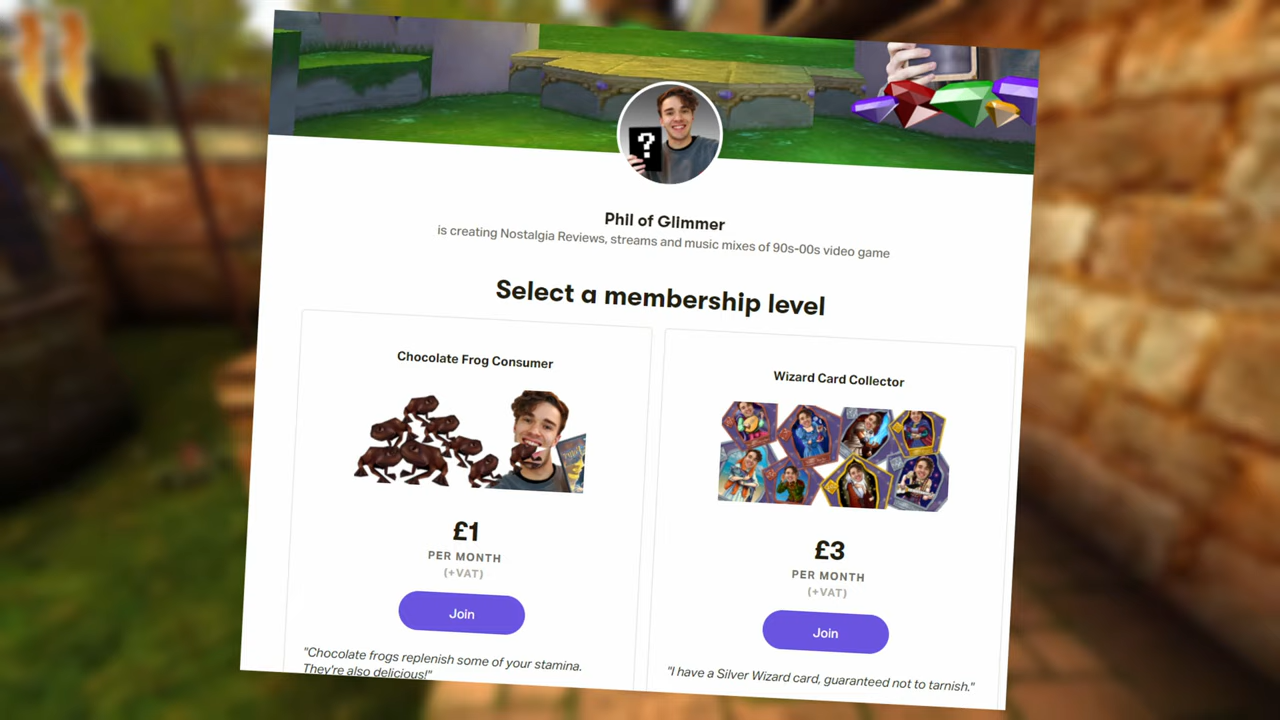 ?
Phil of Glimmer
is creating Nostalgia Reviews, streams and music mixes of 90s-00s video game
Select a membership level
Chocolate Frog Consumer
£1
PER MONTH
(+VAT)
Join
"Chocolate frogs replenish some of your stamina.
They're also delicious!"
Wizard Card Collector
£3
PER MONTH
(+VAT)
Join
"I have a Silver Wizard card, guaranteed not to tarnish."